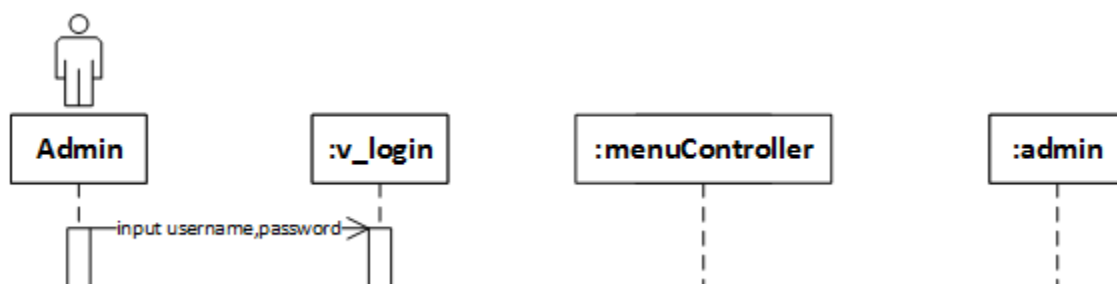 Admin
:v_login
:menuController
:admin
input username,password